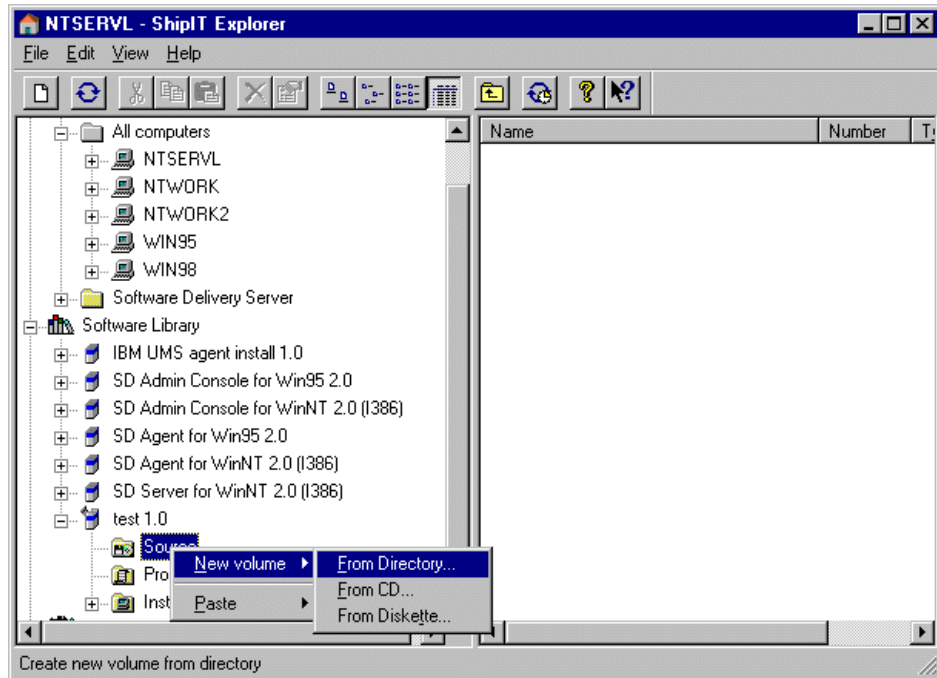 NTSERVL - ShipIT Explorer
File Edit View Help
Name Number
All computers
NTSERVL
NTWORK
NTWORK2
WIN95
WIN98
Software Delivery Server
Software Library
IBM UMS agent install 1.0
SD Admin Console for Win95 2.0
SD Admin Console for WinNT 2.0 (I386)
SD Agent for Win95 2.0
SD Agent for WinNT 2.0 (I386)
SD Server for WinNT 2.0 (I386)
test 1.0
Source
Pro
Inst
New volume
Paste
From Directory...
From CD...
From Diskette...
Create new volume from directory